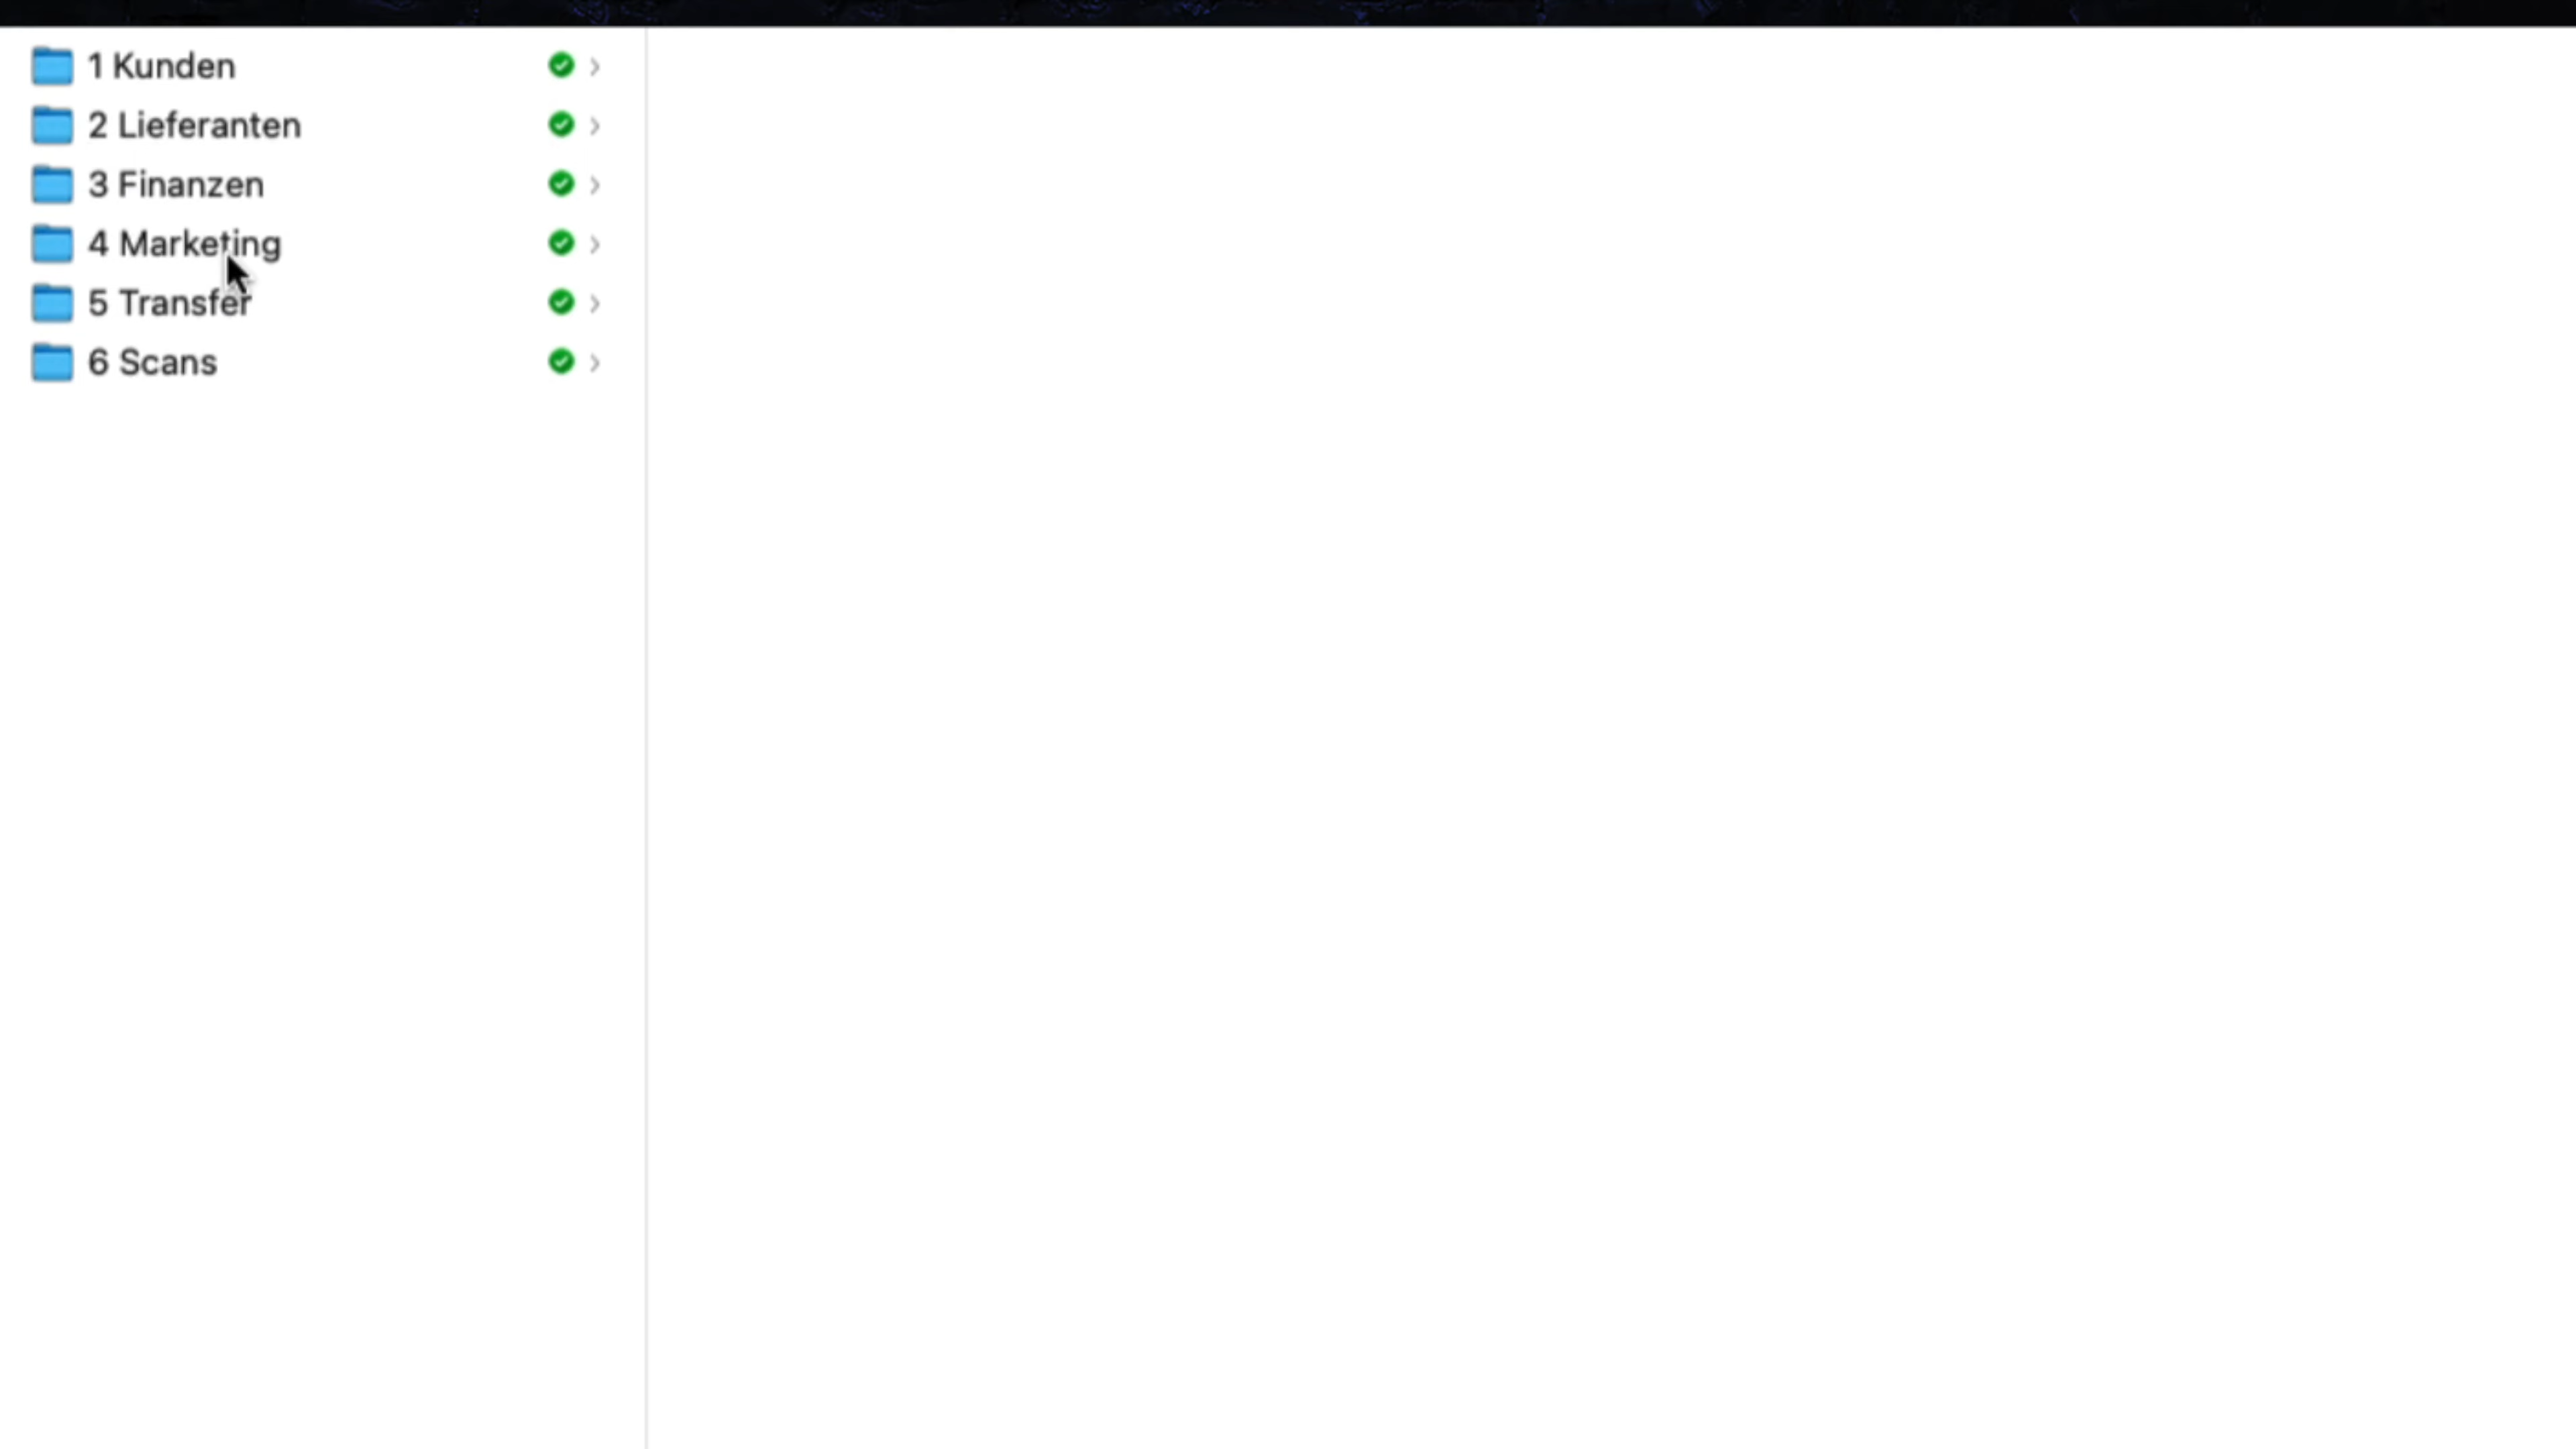 1 Kunden
2 Lieferanten
3 Finanzen
4 Marketing
5 Transfer
6 Scans